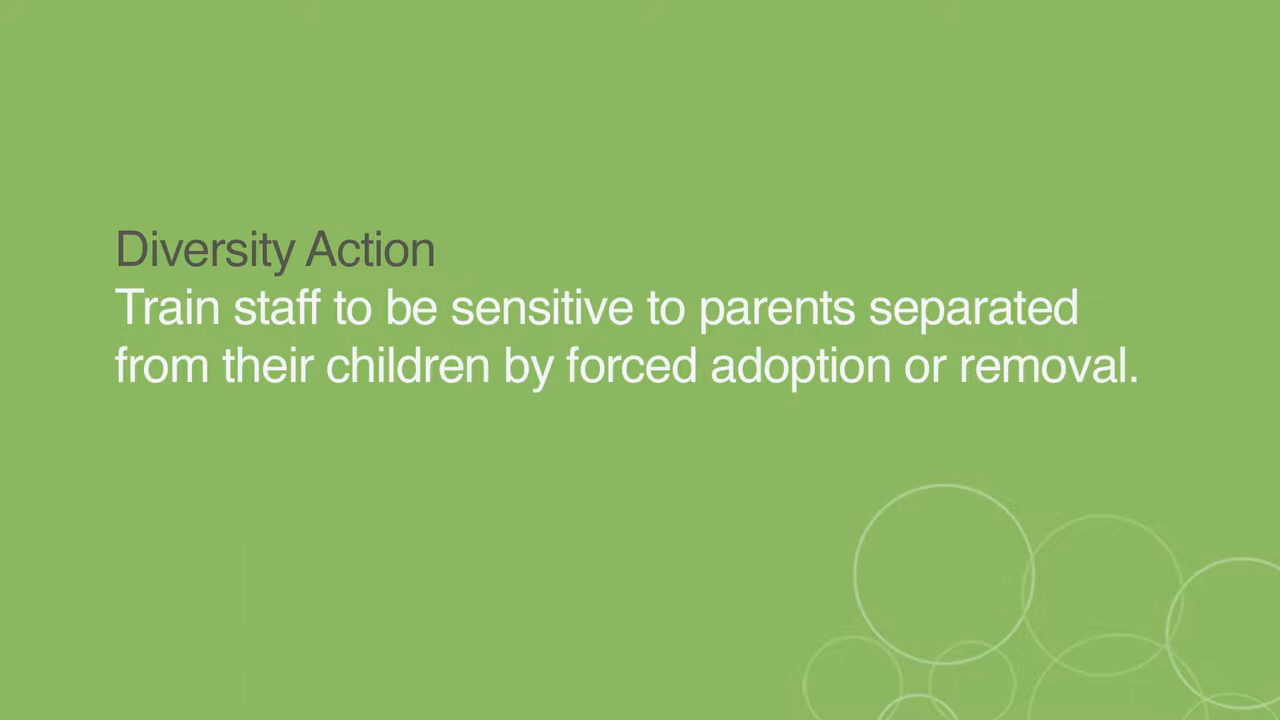 Diversity Action
Train staff to be sensitive to parents separated
from their children by forced adoption or removal.